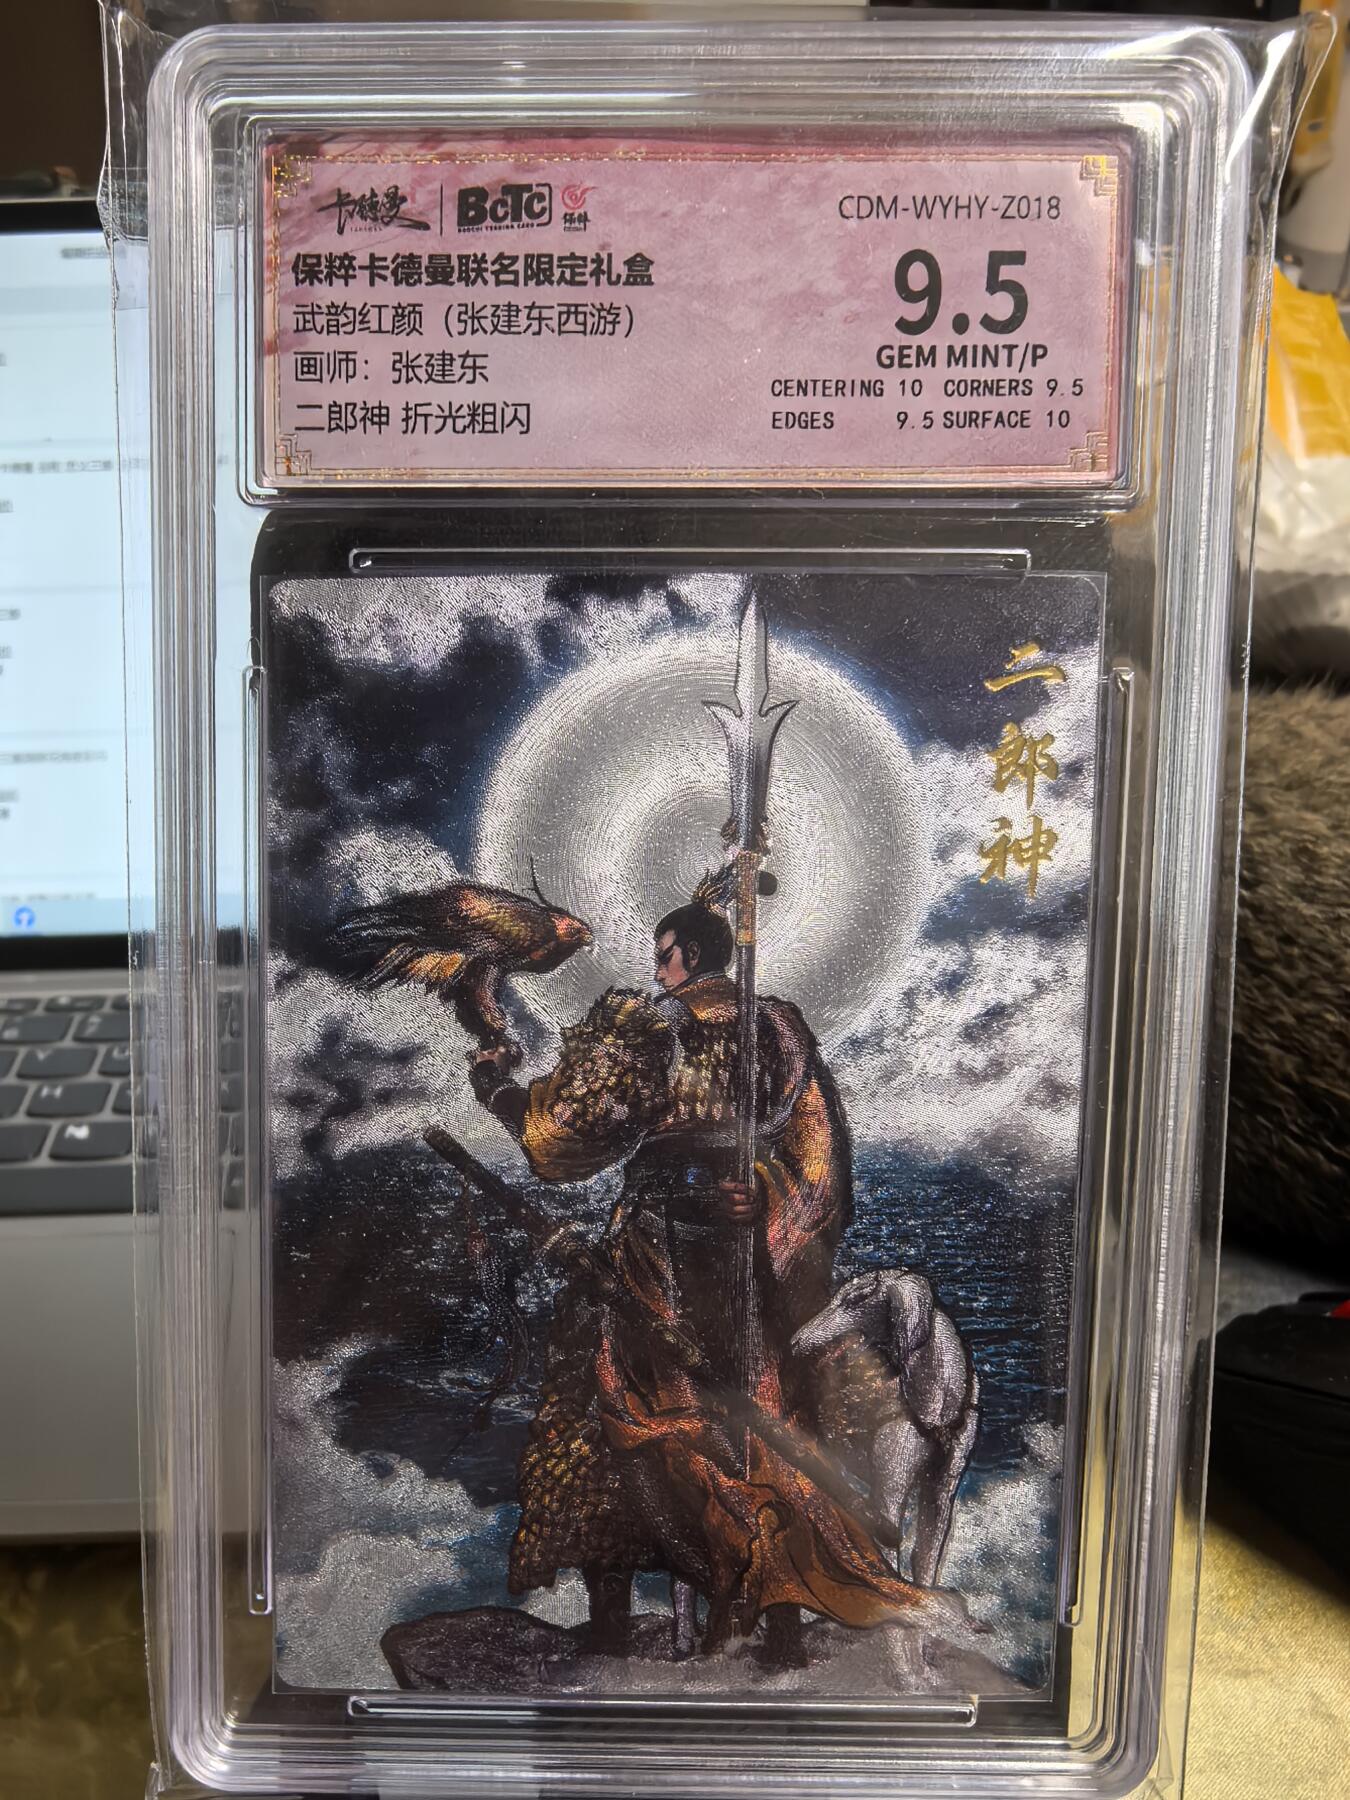 卡德曼 BCTC 保粹
CDM-WYHY-Z018
保粹卡德曼联名限定礼盒
武韵红颜（张建东西游）
画师：张建东
二郎神 折光粗闪
9.5
GEM MINT/P
CENTERING 10 CORNERS 9.5
EDGES 9.5 SURFACE 10
二郎神